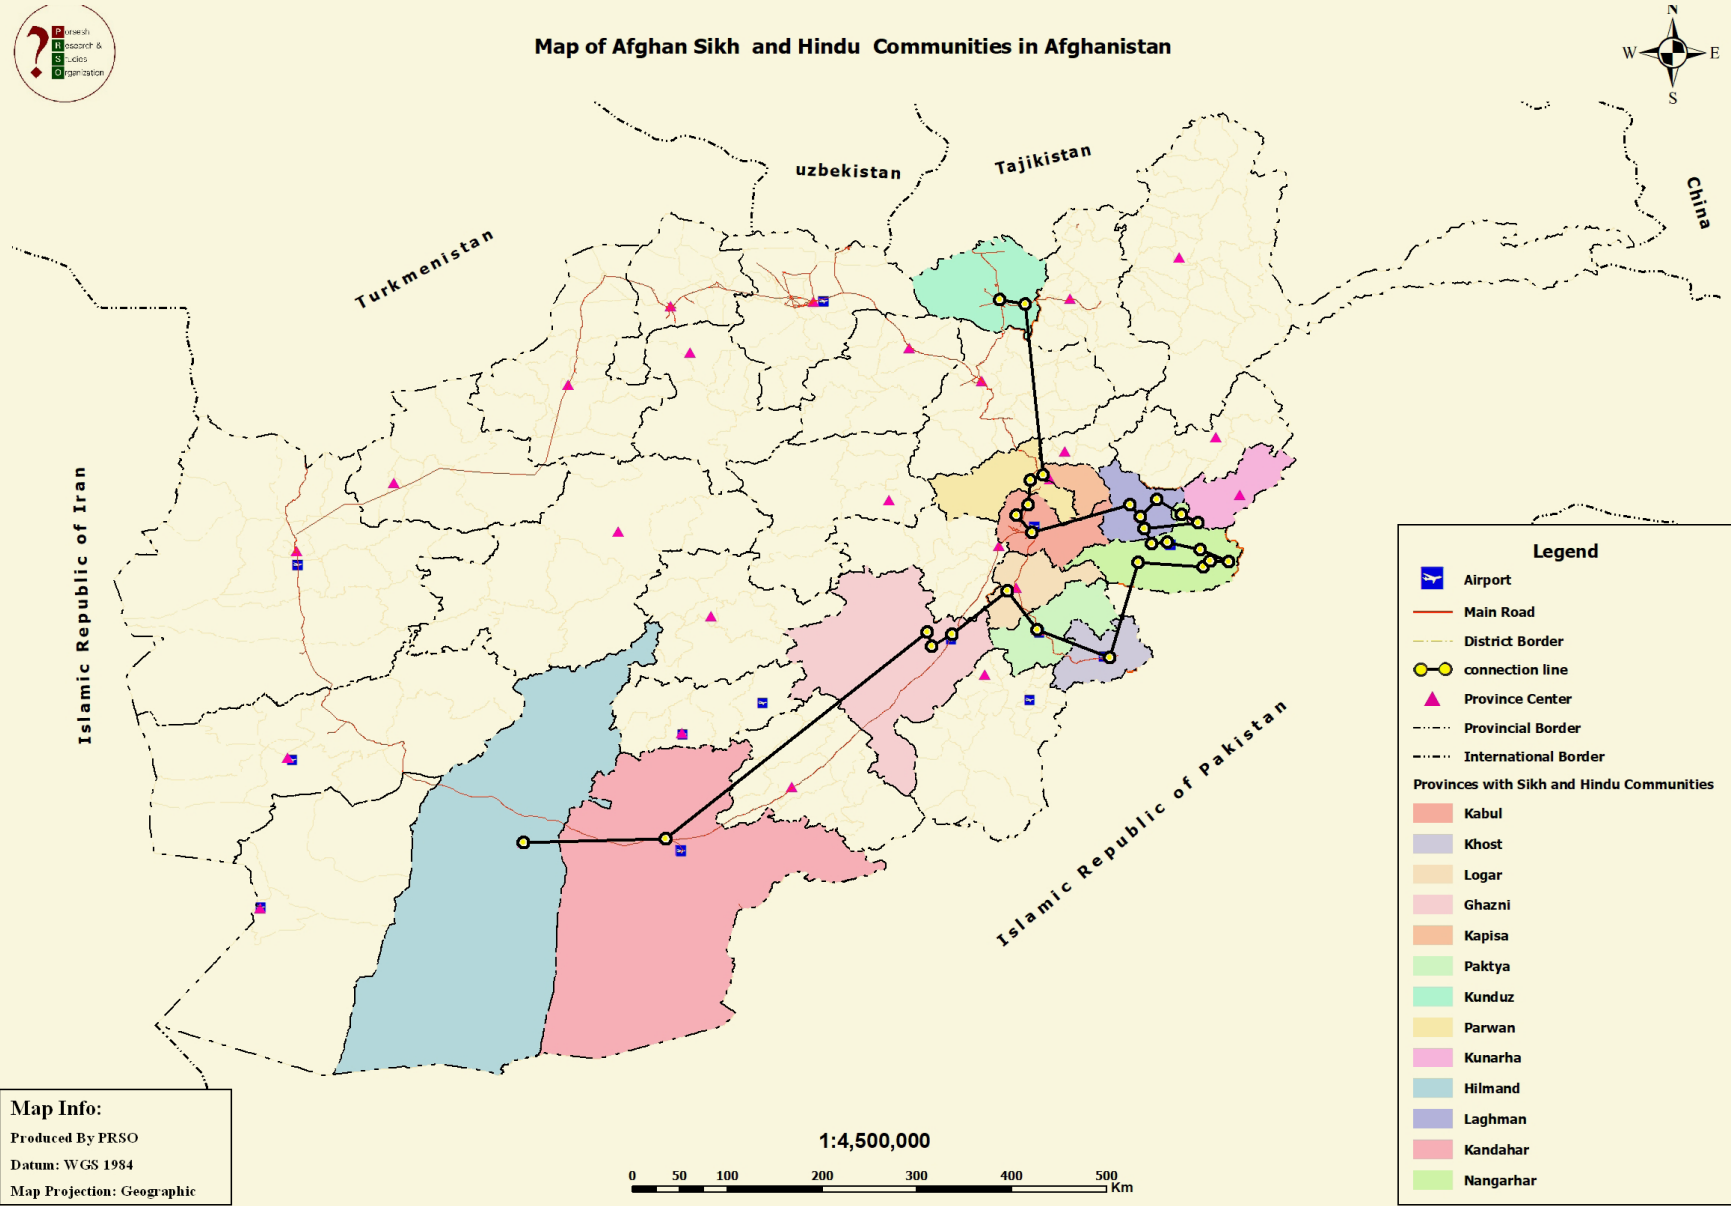 Porsesh
Research &
Studies
Organization
Map of Afghan Sikh and Hindu Communities in Afghanistan
N
W E
S
uzbekistan
Tajikistan
China
Turkmenistan
Islamic Republic of Iran
Islamic Republic of Pakistan
Legend
Airport
Main Road
District Border
connection line
Province Center
Provincial Border
International Border
Provinces with Sikh and Hindu Communities
Kabul
Khost
Logar
Ghazni
Kapisa
Paktya
Kunduz
Parwan
Kunarha
Hilmand
Laghman
Kandahar
Nangarhar
Map Info:
Produced By PRSO
Datum: WGS 1984
Map Projection: Geographic
1:4,500,000
0 50 100 200 300 400 500
Km